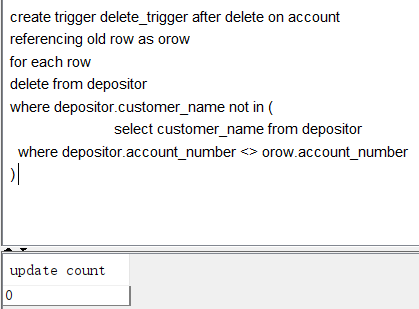 create trigger delete_trigger after delete on account
referencing old row as orow
for each row
delete from depositor
where depositor.customer_name not in (
select customer_name from depositor
where depositor.account_number <> orow.account_number
)
update count
0